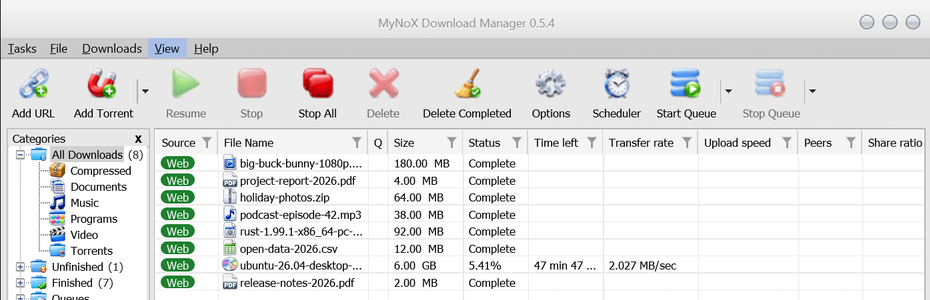 MyNoX Download Manager 0.5.4
Tasks File Downloads View Help
Add URL Add Torrent Resume Stop Stop All Delete Delete Completed Options Scheduler Start Queue Stop Queue
Categories X
Source File Name Q Size Status Time left Transfer rate Upload speed Peers Share ratio
All Downloads (8)
Compressed
Documents
Music
Programs
Video
Torrents
Unfinished (1)
Finished (7)
Queues
Web big-buck-bunny-1080p.... 180.00 MB Complete
Web project-report-2026.pdf 4.00 MB Complete
Web holiday-photos.zip 64.00 MB Complete
Web podcast-episode-42.mp3 38.00 MB Complete
Web rust-1.99.1-x86_64-pc-... 92.00 MB Complete
Web open-data-2026.csv 12.00 MB Complete
Web ubuntu-26.04-desktop-... 6.00 GB 5.41% 47 min 47 ... 2.027 MB/sec
Web release-notes-2026.pdf 2.00 MB Complete